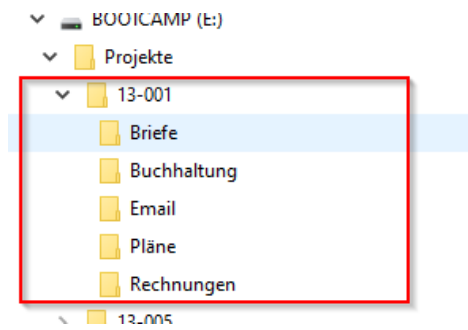 BOOTCAMP (E:)
Projekte
13-001
Briefe
Buchhaltung
Email
Pläne
Rechnungen
13-005